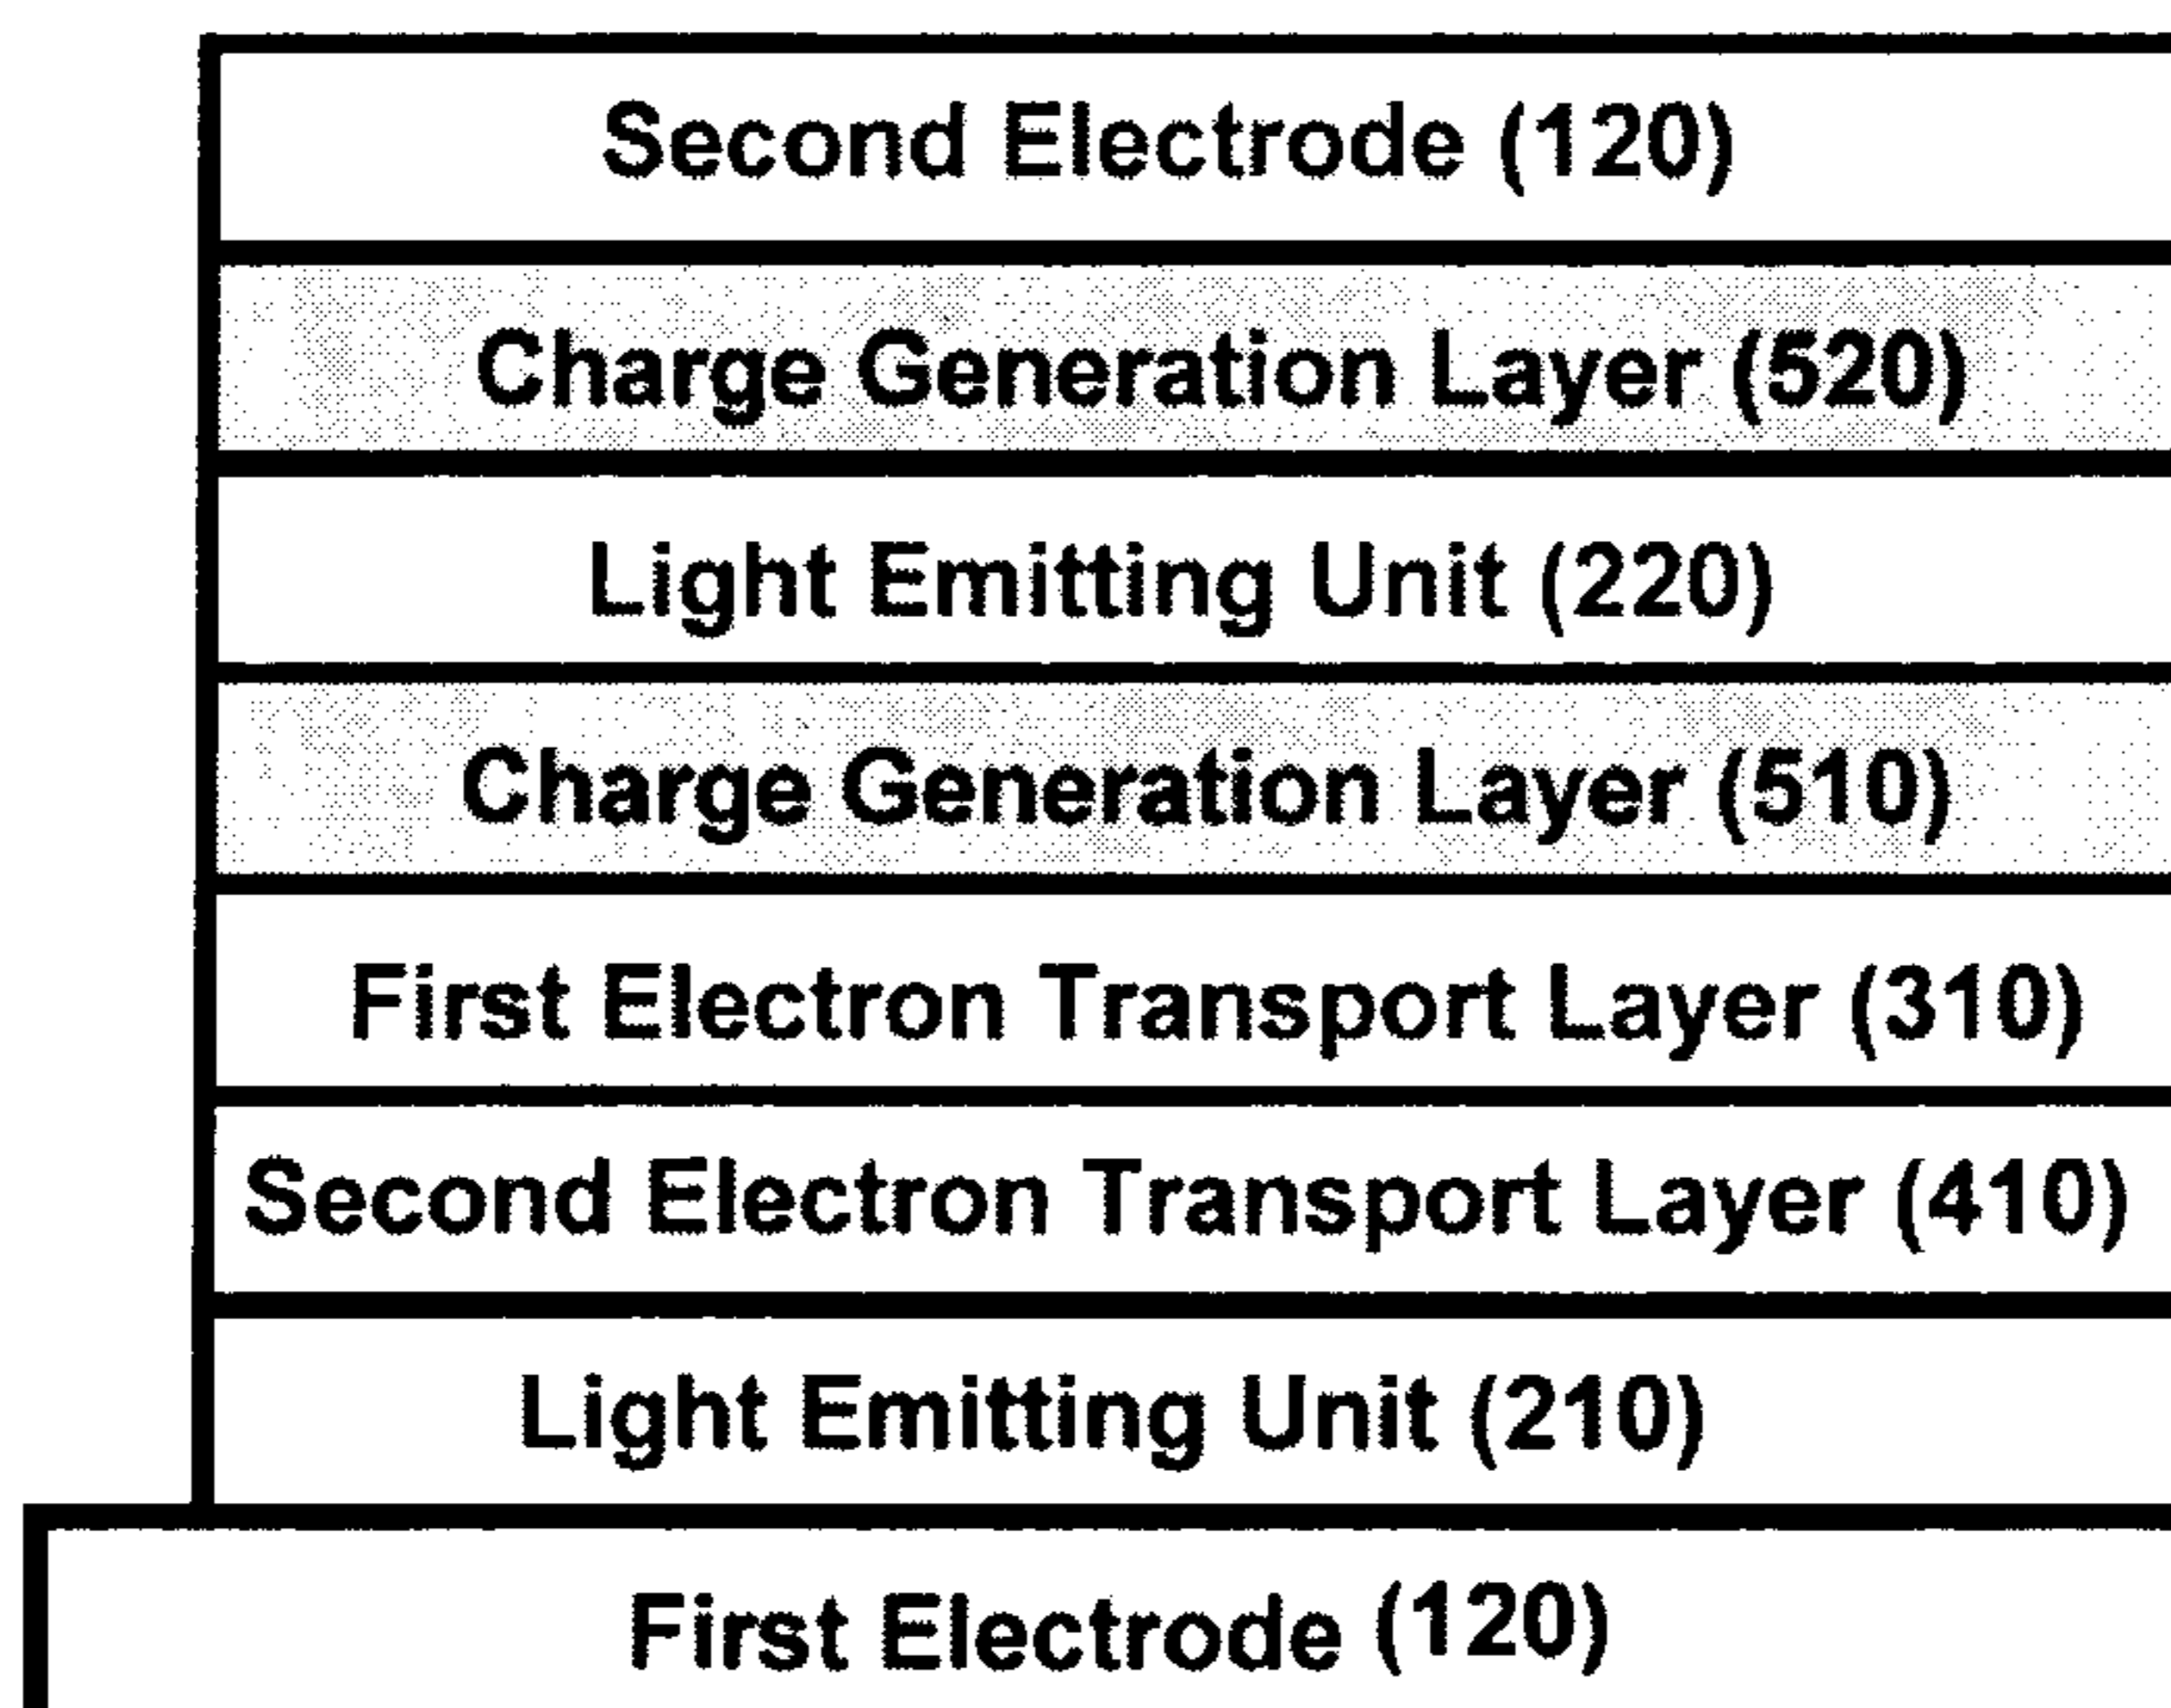 Second Electrode (120)
Charge Generation Layer (520)
Light Emitting Unit (220)
Charge Generation Layer (510)
First Electron Transport Layer (310)
Second Electron Transport Layer (410)
Light Emitting Unit (210)
First Electrode (120)